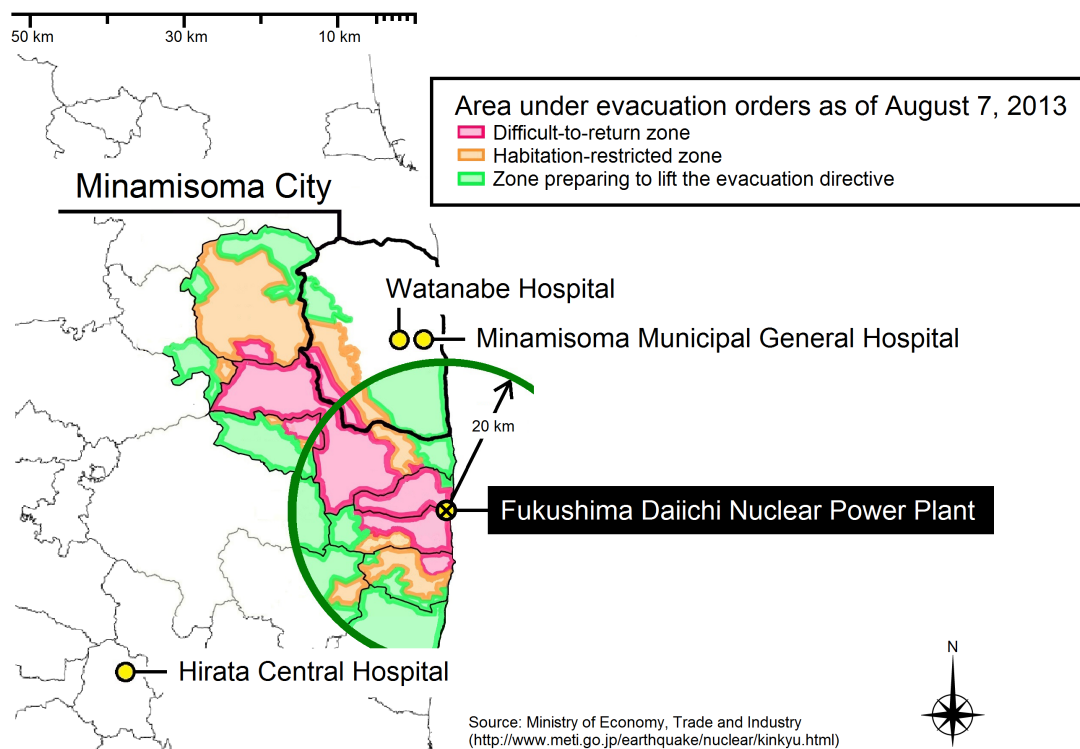 50 km
30 km
10 km
Area under evacuation orders as of August 7, 2013
Difficult-to-return zone
Habitation-restricted zone
Zone preparing to lift the evacuation directive
Minamisoma City
Watanabe Hospital
Minamisoma Municipal General Hospital
20 km
Fukushima Daiichi Nuclear Power Plant
Hirata Central Hospital
N
Source: Ministry of Economy, Trade and Industry
(http://www.meti.go.jp/earthquake/nuclear/kinkyu.html)